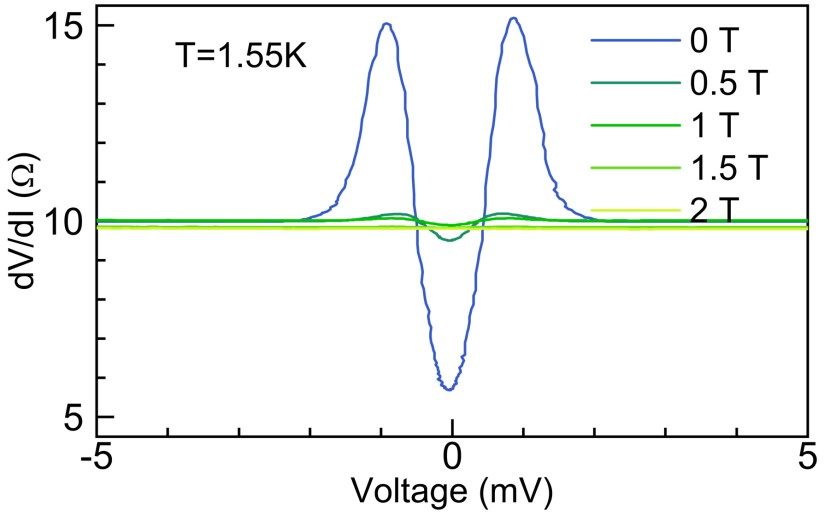 15
T=1.55K
0 T
0.5 T
1 T
1.5 T
2 T
10
dV/dI (Ω)
5
-5
0
5
Voltage (mV)